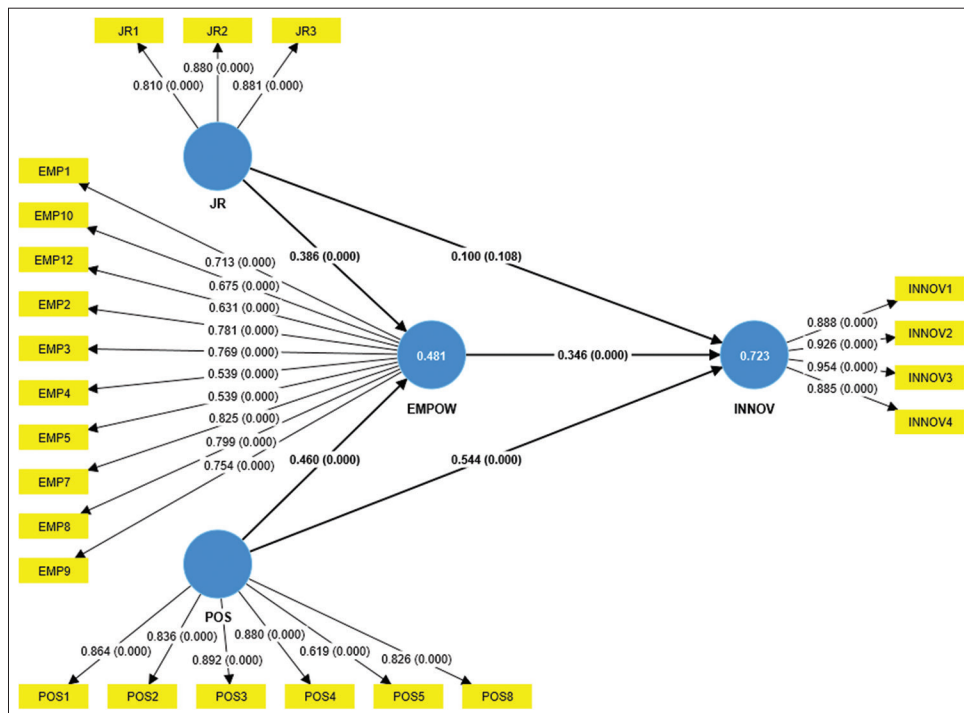 JR1
JR2
JR3
0.810 (0.000)
0.880 (0.000)
0.881 (0.000)
JR
EMP1
EMP10
EMP12
EMP2
EMP3
EMP4
EMP5
EMP7
EMP8
EMP9
0.713 (0.000)
0.675 (0.000)
0.631 (0.000)
0.781 (0.000)
0.769 (0.000)
0.539 (0.000)
0.539 (0.000)
0.825 (0.000)
0.799 (0.000)
0.754 (0.000)
0.386 (0.000)
0.100 (0.108)
0.481
EMPOW
0.346 (0.000)
0.723
INNOV
0.888 (0.000)
0.926 (0.000)
0.954 (0.000)
0.885 (0.000)
INNOV1
INNOV2
INNOV3
INNOV4
0.460 (0.000)
0.544 (0.000)
POS
0.864 (0.000)
0.836 (0.000)
0.892 (0.000)
0.880 (0.000)
0.619 (0.000)
0.826 (0.000)
POS1
POS2
POS3
POS4
POS5
POS8